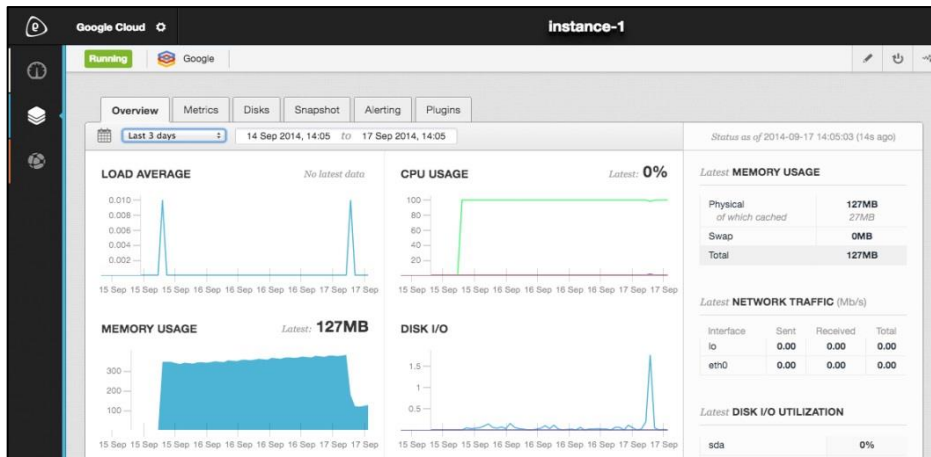 Google Cloud
instance-1
Running
Google
Overview Metrics Disks Snapshot Alerting Plugins
Last 3 days 14 Sep 2014, 14:05 to 17 Sep 2014, 14:05
Status as of 2014-09-17 14:05:03 (14s ago)
LOAD AVERAGE No latest data
0.010
0.008
0.006
0.004
0.002
15 Sep 15 Sep 15 Sep 16 Sep 16 Sep 16 Sep 17 Sep 17 Sep
CPU USAGE Latest: 0%
100
80
60
40
20
15 Sep 15 Sep 15 Sep 16 Sep 16 Sep 16 Sep 17 Sep 17 Sep
MEMORY USAGE Latest: 127MB
300
200
100
15 Sep 15 Sep 15 Sep 16 Sep 16 Sep 16 Sep 17 Sep 17 Sep
DISK I/O
1.5
1
0.5
15 Sep 15 Sep 15 Sep 16 Sep 16 Sep 16 Sep 17 Sep 17 Sep
Latest MEMORY USAGE
Physical 127MB
of which cached 27MB
Swap 0MB
Total 127MB
Latest NETWORK TRAFFIC (Mb/s)
Interface Sent Received Total
lo 0.00 0.00 0.00
eth0 0.00 0.00 0.00
Latest DISK I/O UTILIZATION
sda 0%